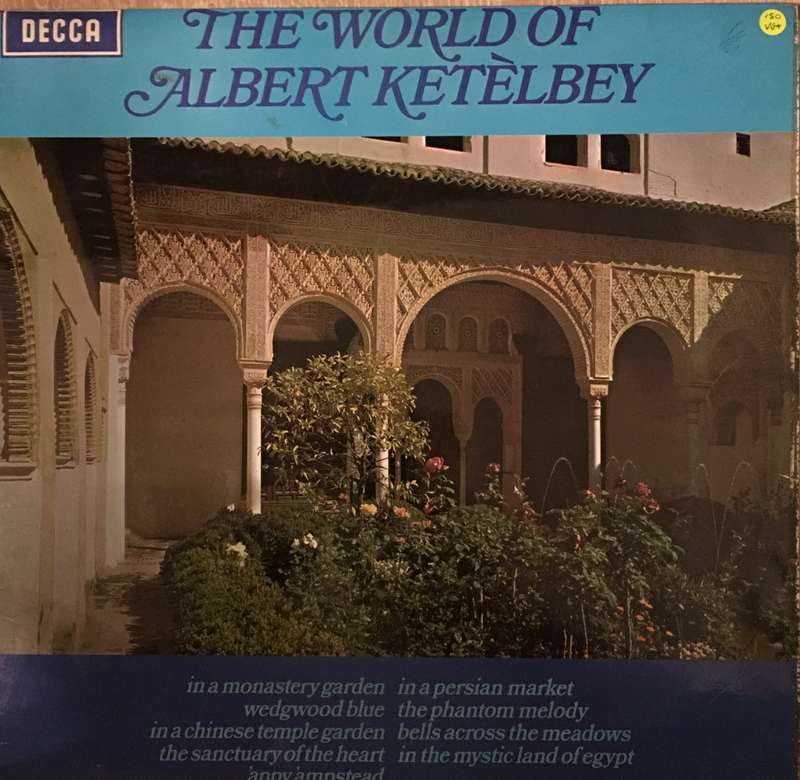 DECCA
THE WORLD OF
ALBERT KETÈLBEY
150
VG+
in a monastery garden
wedgwood blue
in a chinese temple garden
the sanctuary of the heart
'appy 'ampstead
in a persian market
the phantom melody
bells across the meadows
in the mystic land of egypt